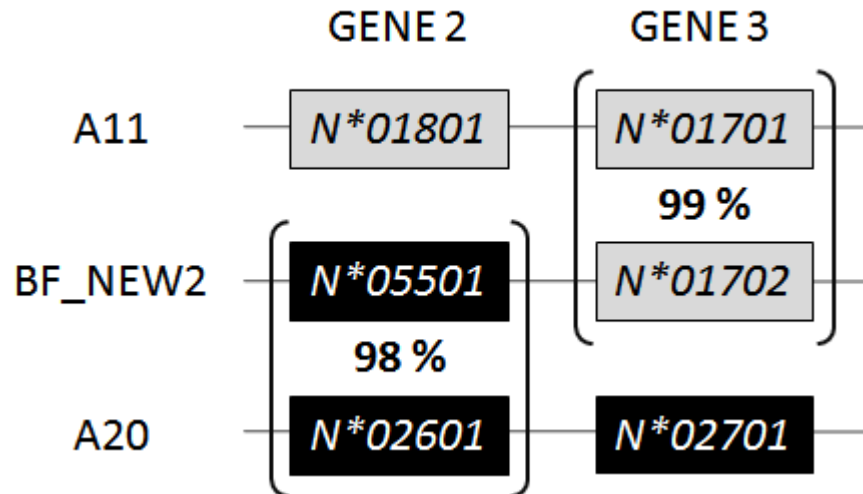 GENE 2 GENE 3
A11 N*01801 N*01701
99 %
BF_NEW2 N*05501 N*01702
98 %
A20 N*02601 N*02701